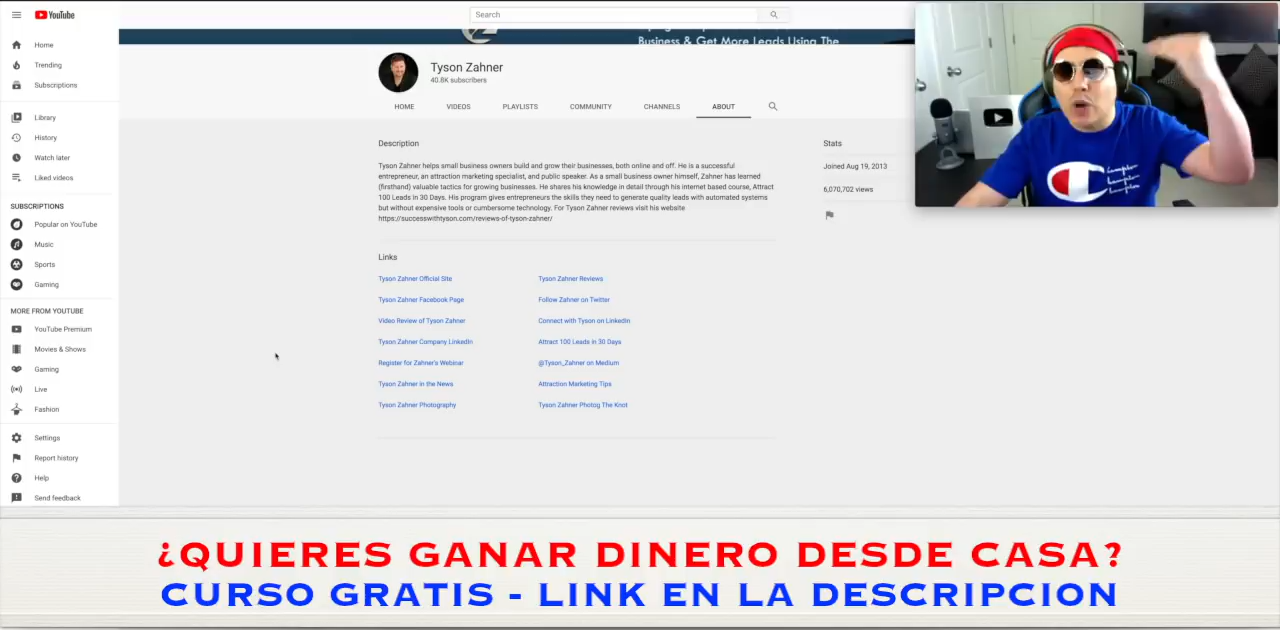 YouTube
Search
Home
Trending
Subscriptions
Library
History
Watch later
Liked videos
SUBSCRIPTIONS
Popular on YouTube
Music
Sports
Gaming
MORE FROM YOUTUBE
YouTube Premium
Movies & Shows
Gaming
Live
Fashion
Settings
Report history
Help
Send feedback
Business & Get More Leads Using The
Tyson Zahner
40.8K subscribers
HOME VIDEOS PLAYLISTS COMMUNITY CHANNELS ABOUT
Description
Tyson Zahner helps small business owners build and grow their businesses, both online and off. He is a successful
entrepreneur, an attraction marketing specialist, and public speaker. As a small business owner himself, Zahner has learned
(firsthand) valuable tactics for growing businesses. He shares his knowledge in detail through his internet based course, Attract
100 Leads in 30 Days. His program gives entrepreneurs the skills they need to generate quality leads with automated systems
but without expensive tools or cumbersome technology. For Tyson Zahner reviews visit his website
https://successwithtyson.com/reviews-of-tyson-zahner/
Links
Tyson Zahner Official Site Tyson Zahner Reviews
Tyson Zahner Facebook Page Follow Zahner on Twitter
Video Review of Tyson Zahner Connect with Tyson on LinkedIn
Tyson Zahner Company LinkedIn Attract 100 Leads in 30 Days
Register for Zahner's Webinar @Tyson_Zahner on Medium
Tyson Zahner in the News Attraction Marketing Tips
Tyson Zahner Photography Tyson Zahner Photog The Knot
Stats
Joined Aug 19, 2013
6,070,702 views
Champion
Champion
Champion
¿QUIERES GANAR DINERO DESDE CASA?
CURSO GRATIS - LINK EN LA DESCRIPCION